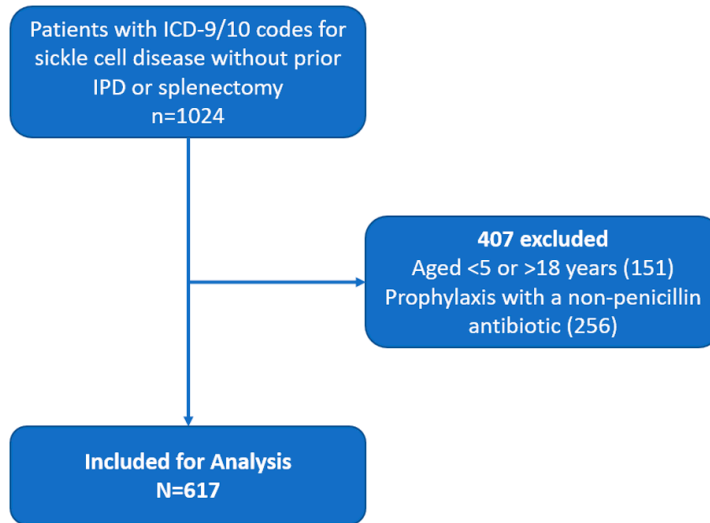 Patients with ICD-9/10 codes for
sickle cell disease without prior
IPD or splenectomy
n=1024
407 excluded
Aged <5 or >18 years (151)
Prophylaxis with a non-penicillin
antibiotic (256)
Included for Analysis
N=617